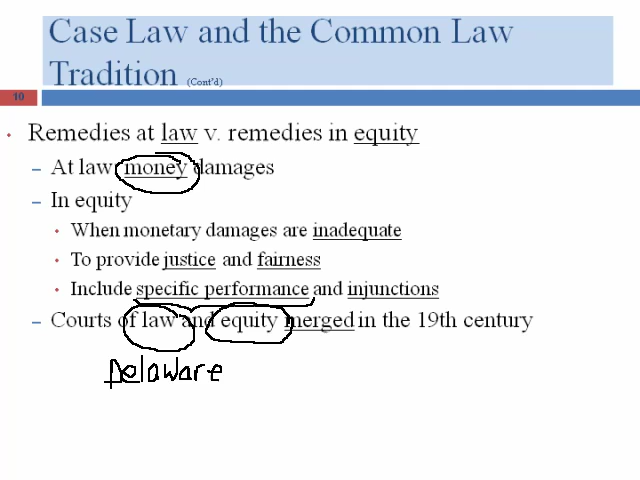 Case Law and the Common Law
Tradition (Cont'd)
10
• Remedies at law v. remedies in equity
– At law money damages
– In equity
• When monetary damages are inadequate
• To provide justice and fairness
• Include specific performance and injunctions
– Courts of law and equity merged in the 19th century
Delaware